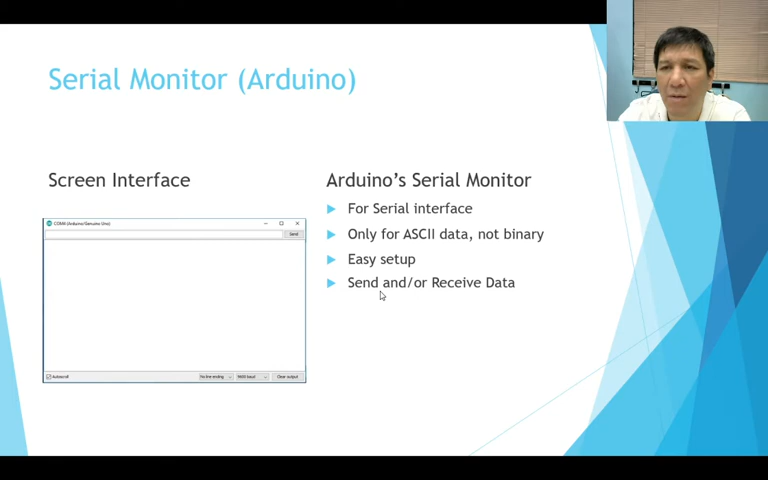 Serial Monitor (Arduino)
Screen Interface
COM4 (Arduino/Genuino Uno)
Send
Autoscroll
No line ending
9600 baud
Clear output
Arduino's Serial Monitor
For Serial interface
Only for ASCII data, not binary
Easy setup
Send and/or Receive Data